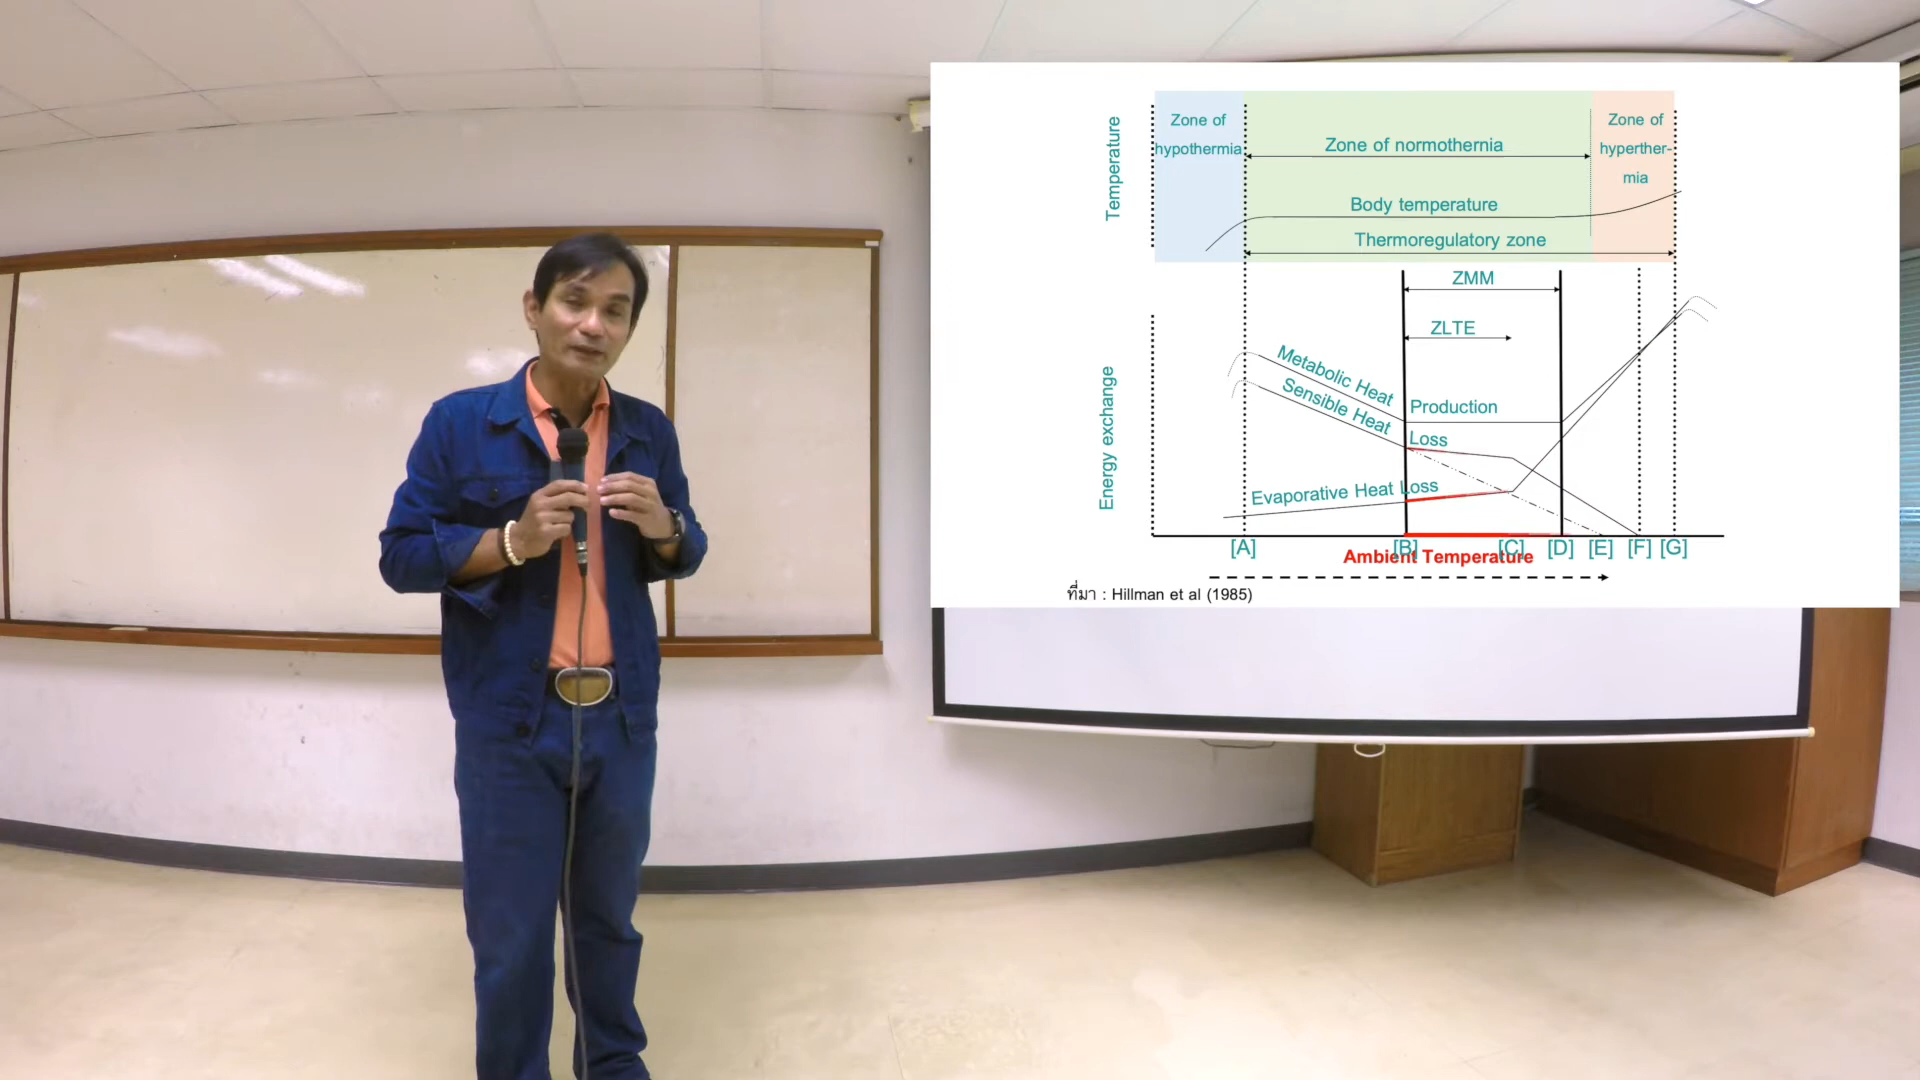 Temperature
Zone of
hypothermia
Zone of normothernia
Zone of
hyperther-
mia
Body temperature
Thermoregulatory zone
ZMM
ZLTE
Energy exchange
Metabolic Heat
Production
Sensible Heat
Loss
Evaporative Heat Loss
[A] [B] [C] [D] [E] [F] [G]
Ambient Temperature
ที่มา : Hillman et al (1985)